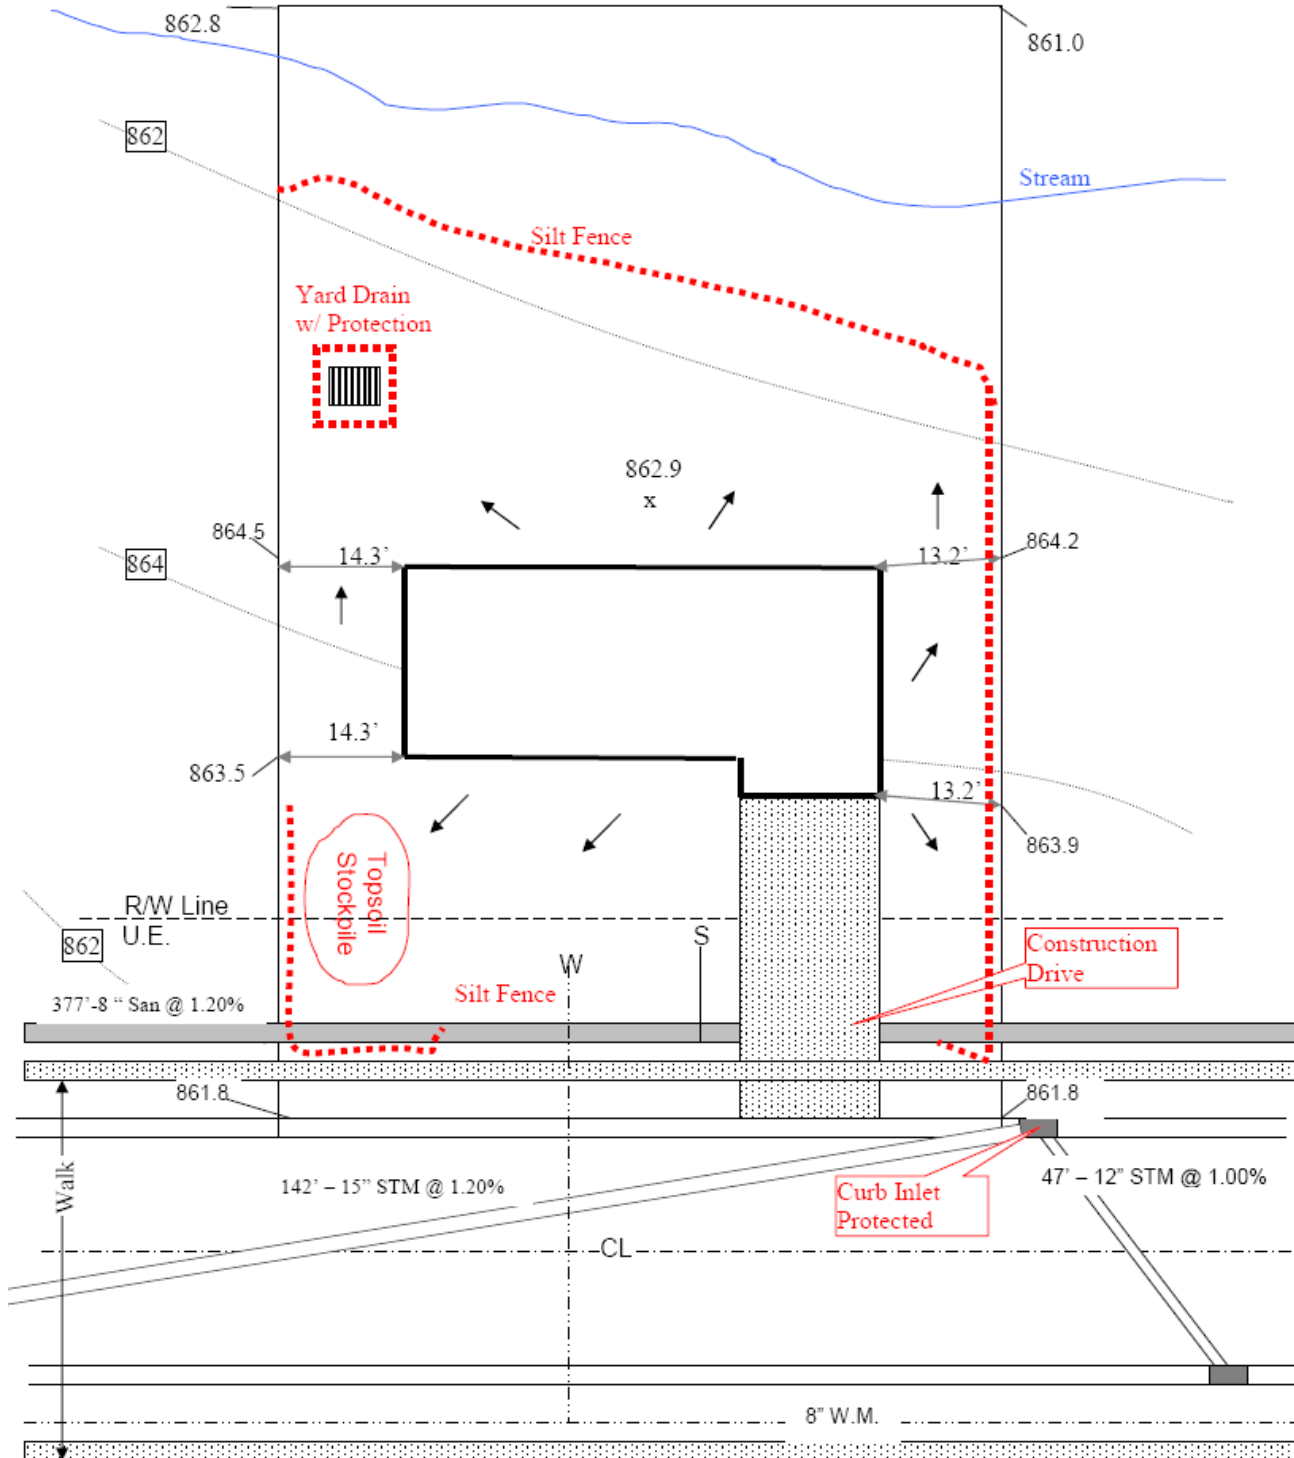 862.8
861.0
862
Stream
Silt Fence
Yard Drain
w/ Protection
862.9
x
864.5
14.3’
13.2’
864.2
864
14.3’
863.5
13.2’
863.9
Topsoil
Stockpile
R/W Line
U.E.
S
862
W
Construction
Drive
377’-8 “ San @ 1.20%
Silt Fence
861.8
861.8
Walk
142’ – 15” STM @ 1.20%
47’ – 12” STM @ 1.00%
Curb Inlet
Protected
CL
8” W.M.